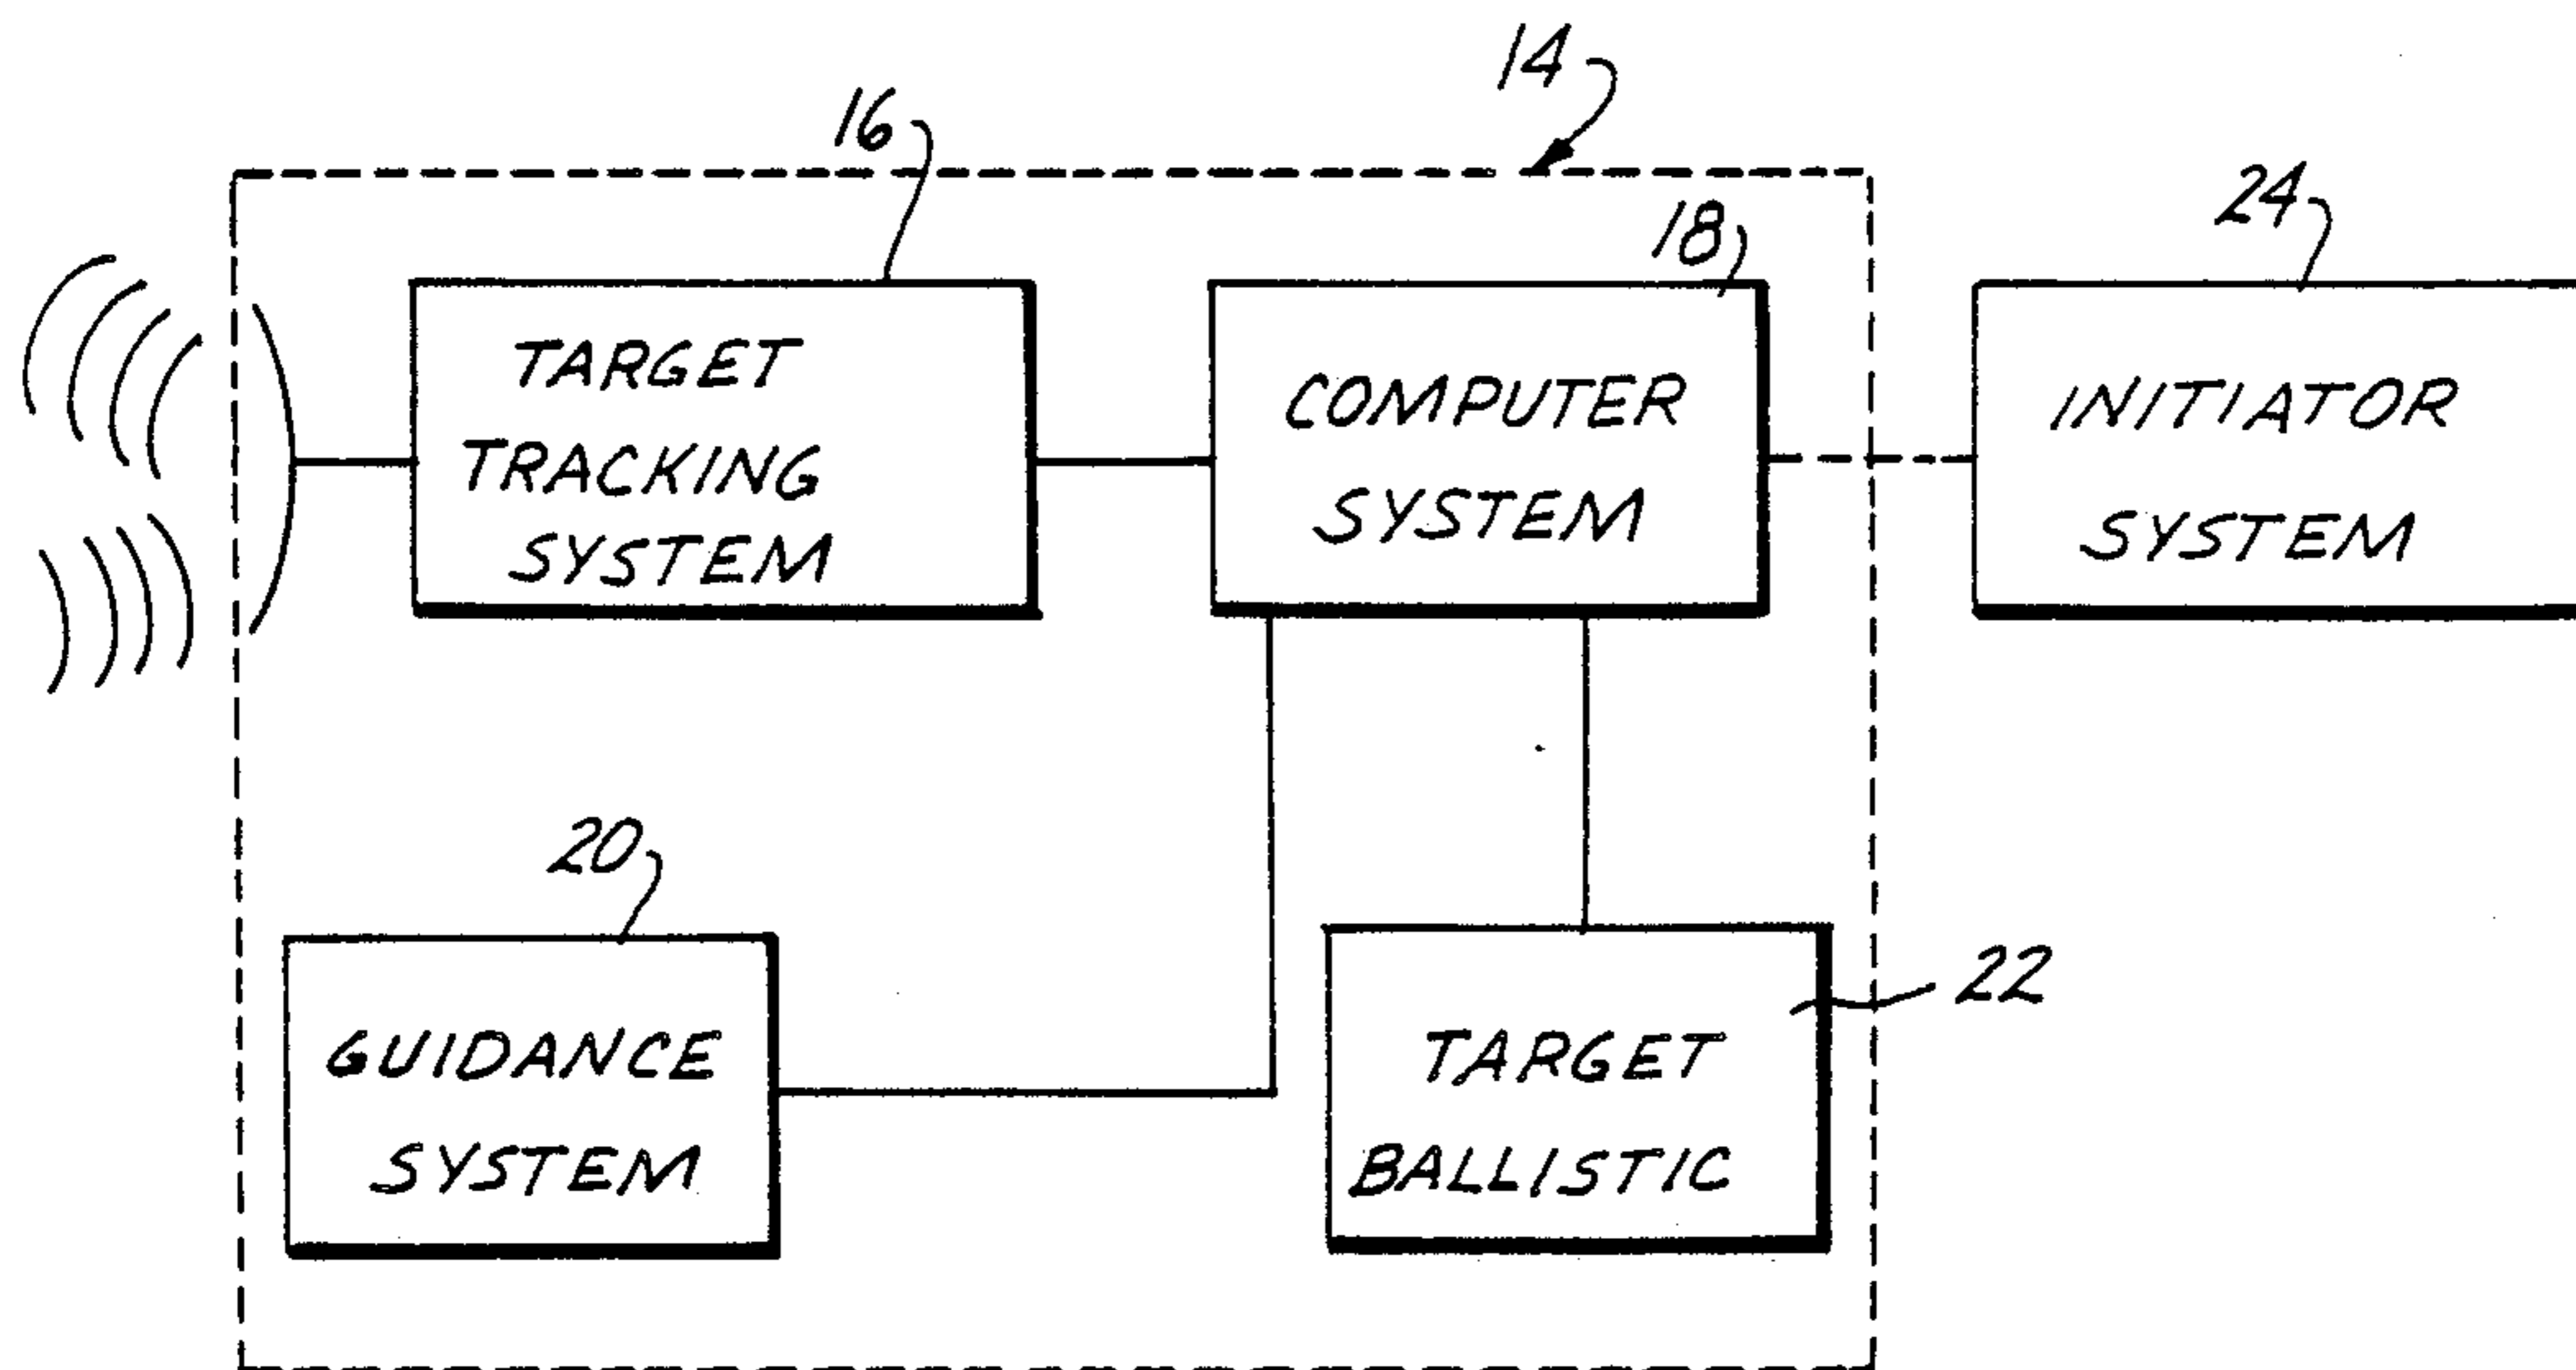 14
16
18
24
TARGET
TRACKING
SYSTEM
COMPUTER
SYSTEM
INITIATOR
SYSTEM
20
22
GUIDANCE
SYSTEM
TARGET
BALLISTIC